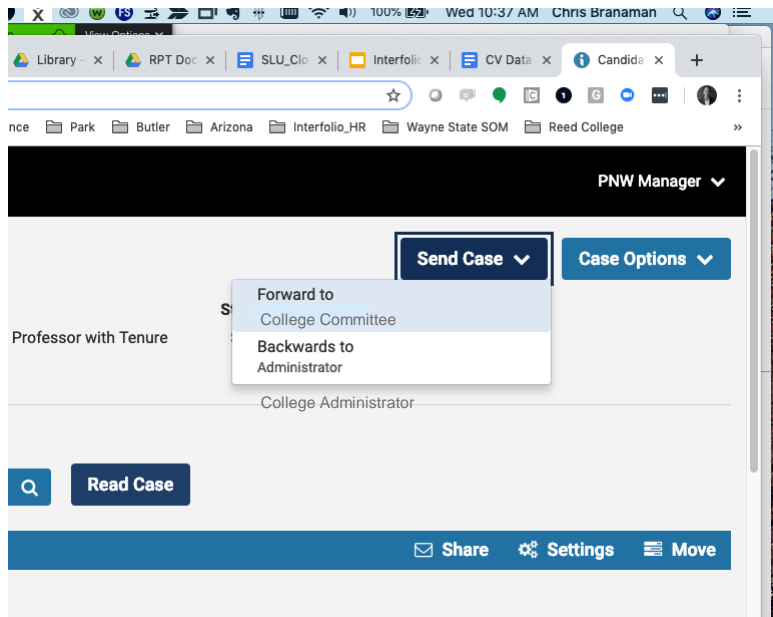 100% Wed 10:37 AM Chris Branaman
View Options
Library - RPT Doc SLU_Clo Interfolio CV Data Candida
nce Park Butler Arizona Interfolio_HR Wayne State SOM Reed College »
PNW Manager
Send Case Case Options
Forward to
College Committee
Professor with Tenure
Backwards to
Administrator
College Administrator
Read Case
Share Settings Move